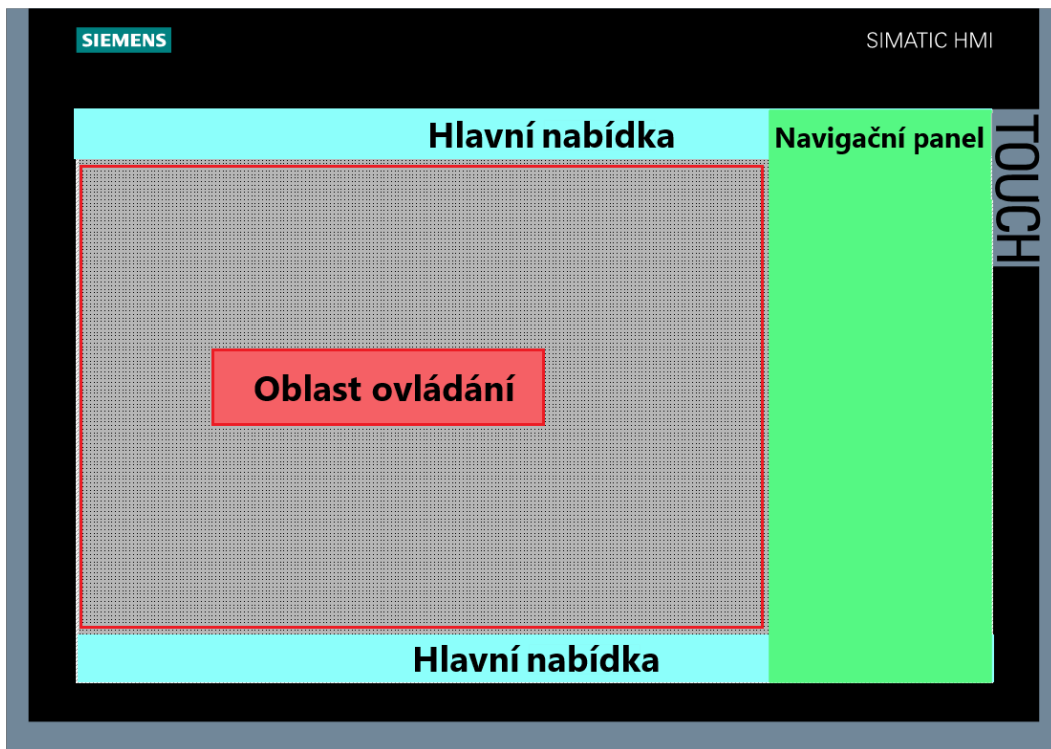 SIEMENS
SIMATIC HMI
Hlavní nabídka
Navigační panel
TOUCH
Oblast ovládání
Hlavní nabídka